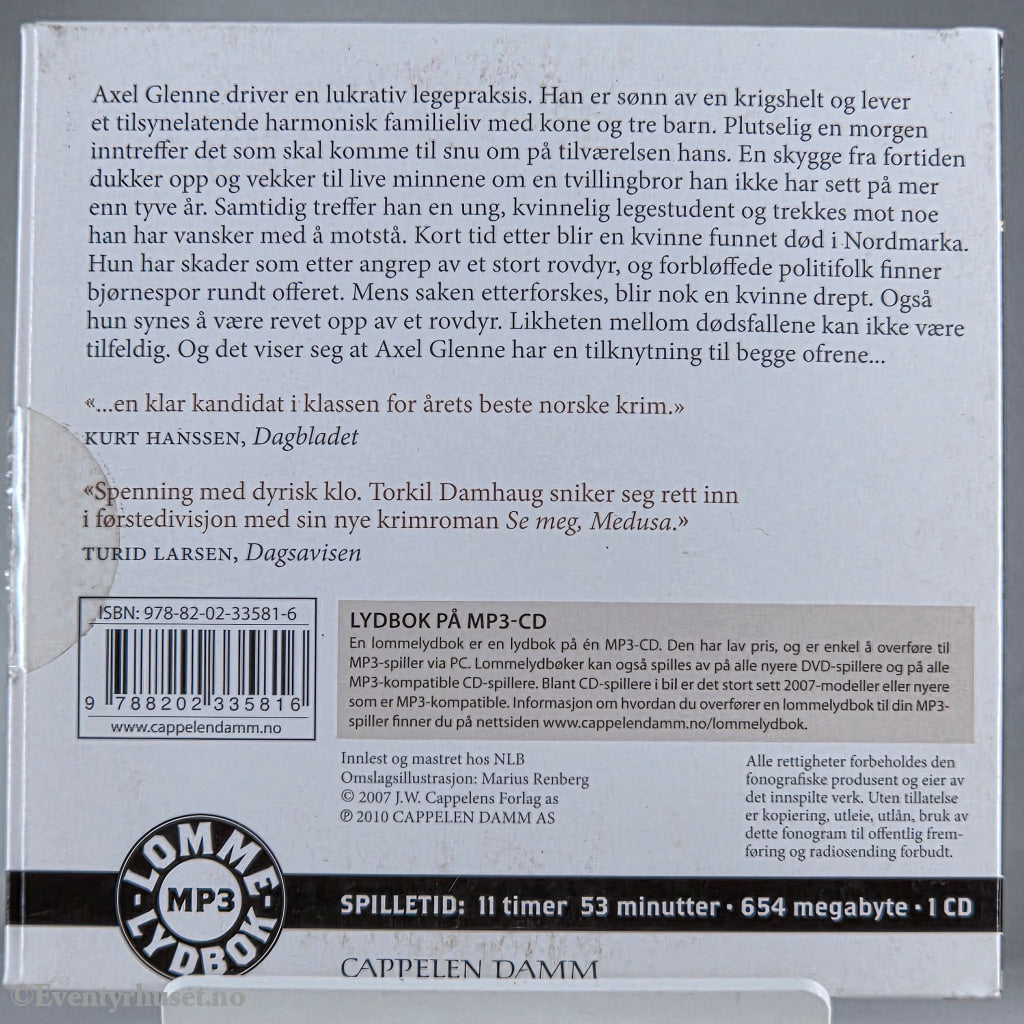 Axel Glenne driver en lukrativ legepraksis. Han er sønn av en krigshelt og lever
et tilsynelatende harmonisk familieliv med kone og tre barn. Plutselig en morgen
inntreffer det som skal komme til snu om på tilværelsen hans. En skygge fra fortiden
dukker opp og vekker til live minnene om en tvillingbror han ikke har sett på mer
enn tyve år. Samtidig treffer han en ung, kvinnelig legestudent og trekkes mot noe
han har vansker med å motstå. Kort tid etter blir en kvinne funnet død i Nordmarka.
Hun har skader som etter angrep av et stort rovdyr, og forbløffede politifolk finner
bjørnespor rundt offeret. Mens saken etterforskes, blir nok en kvinne drept. Også
hun synes å være revet opp av et rovdyr. Likheten mellom dødsfallene kan ikke være
tilfeldig. Og det viser seg at Axel Glenne har en tilknytning til begge ofrene...
«...en klar kandidat i klassen for årets beste norske krim.»
KURT HANSSEN, Dagbladet
«Spenning med dyrisk klo. Torkil Damhaug sniker seg rett inn
i førstedivisjon med sin nye krimroman Se meg, Medusa.»
TURID LARSEN, Dagsavisen
ISBN: 978-82-02-33581-6
9 788202 335816
www.cappelendamm.no
LYDBOK PÅ MP3-CD
En lommelydbok er en lydbok på én MP3-CD. Den har lav pris, og er enkel å overføre til
MP3-spiller via PC. Lommelydbøker kan også spilles av på alle nyere DVD-spillere og på alle
MP3-kompatible CD-spillere. Blant CD-spillere i bil er det stort sett 2007-modeller eller nyere
som er MP3-kompatible. Informasjon om hvordan du overfører en lommelydbok til din MP3-
spiller finner du på nettsiden www.cappelendamm.no/lommelydbok.
Innlest og mastret hos NLB
Omslagsillustrasjon: Marius Renberg
© 2007 J.W. Cappelens Forlag as
℗ 2010 CAPPELEN DAMM AS
Alle rettigheter forbeholdes den
fonografiske produsent og eier av
det innspilte verk. Uten tillatelse
er kopiering, utleie, utlån, bruk av
dette fonogram til offentlig frem-
føring og radiosending forbudt.
LOMME-
MP3
-LYDBOK
SPILLETID: 11 timer 53 minutter · 654 megabyte · 1 CD
CAPPELEN DAMM
©Eventyrhuset.no